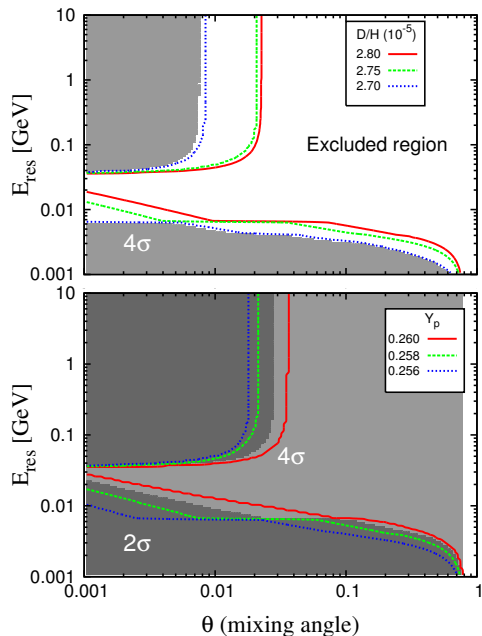 10
D/H (10⁻⁵)
2.80
2.75
2.70
1
0.1
0.01
0.001
E_res [GeV]
Excluded region
4σ
10
Y_p
0.260
0.258
0.256
1
0.1
0.01
0.001
E_res [GeV]
4σ
2σ
0.001 0.01 0.1 1
θ (mixing angle)